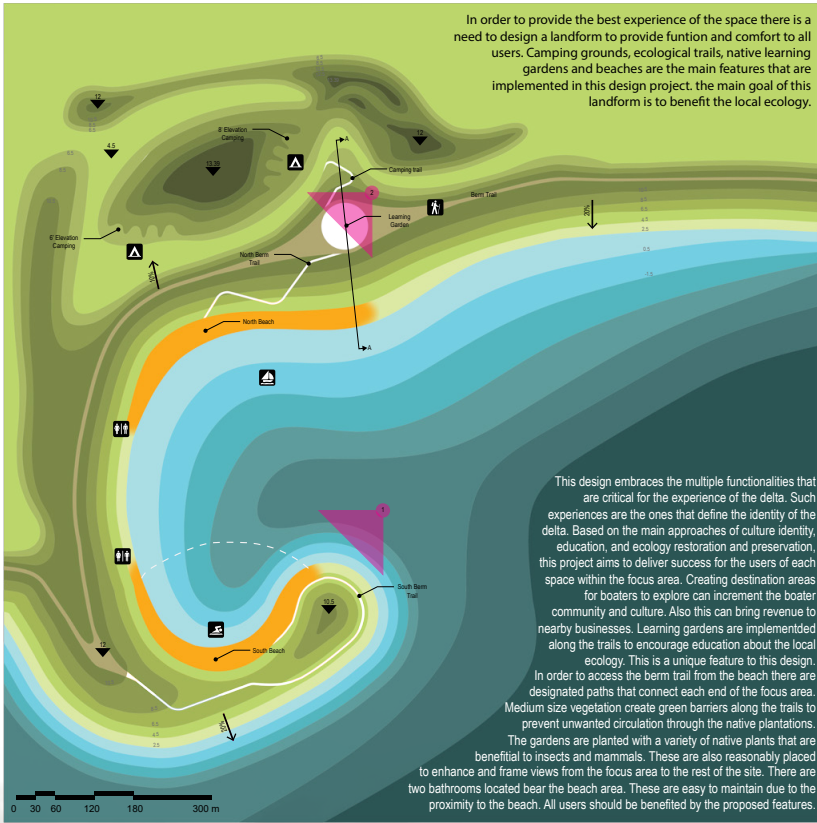 In order to provide the best experience of the space there is a
need to design a landform to provide funtion and comfort to all
users. Camping grounds, ecological trails, native learning
gardens and beaches are the main features that are
implemented in this design project. the main goal of this
landform is to benefit the local ecology.
12
4.5
13.35
8' Elevation
Camping
12
A
Camping trail
2
Learning
Garden
Berm Trail
20%
6' Elevation
Camping
North Berm
Trail
North Beach
A
1
South Berm
Trail
10.5
South Beach
12
20%
This design embraces the multiple functionalities that
are critical for the experience of the delta. Such
experiences are the ones that define the identity of the
delta. Based on the main approaches of culture identity,
education, and ecology restoration and preservation,
this project aims to deliver success for the users of each
space within the focus area. Creating destination areas
for boaters to explore can increment the boater
community and culture. Also this can bring revenue to
nearby businesses. Learning gardens are implementded
along the trails to encourage education about the local
ecology. This is a unique feature to this design.
In order to access the berm trail from the beach there are
designated paths that connect each end of the focus area.
Medium size vegetation create green barriers along the trails to
prevent unwanted circulation through the native plantations.
The gardens are planted with a variety of native plants that are
benefitial to insects and mammals. These are also reasonably placed
to enhance and frame views from the focus area to the rest of the site. There are
two bathrooms located bear the beach area. These are easy to maintain due to the
proximity to the beach. All users should be benefited by the proposed features.
0 30 60 120 180 300 m